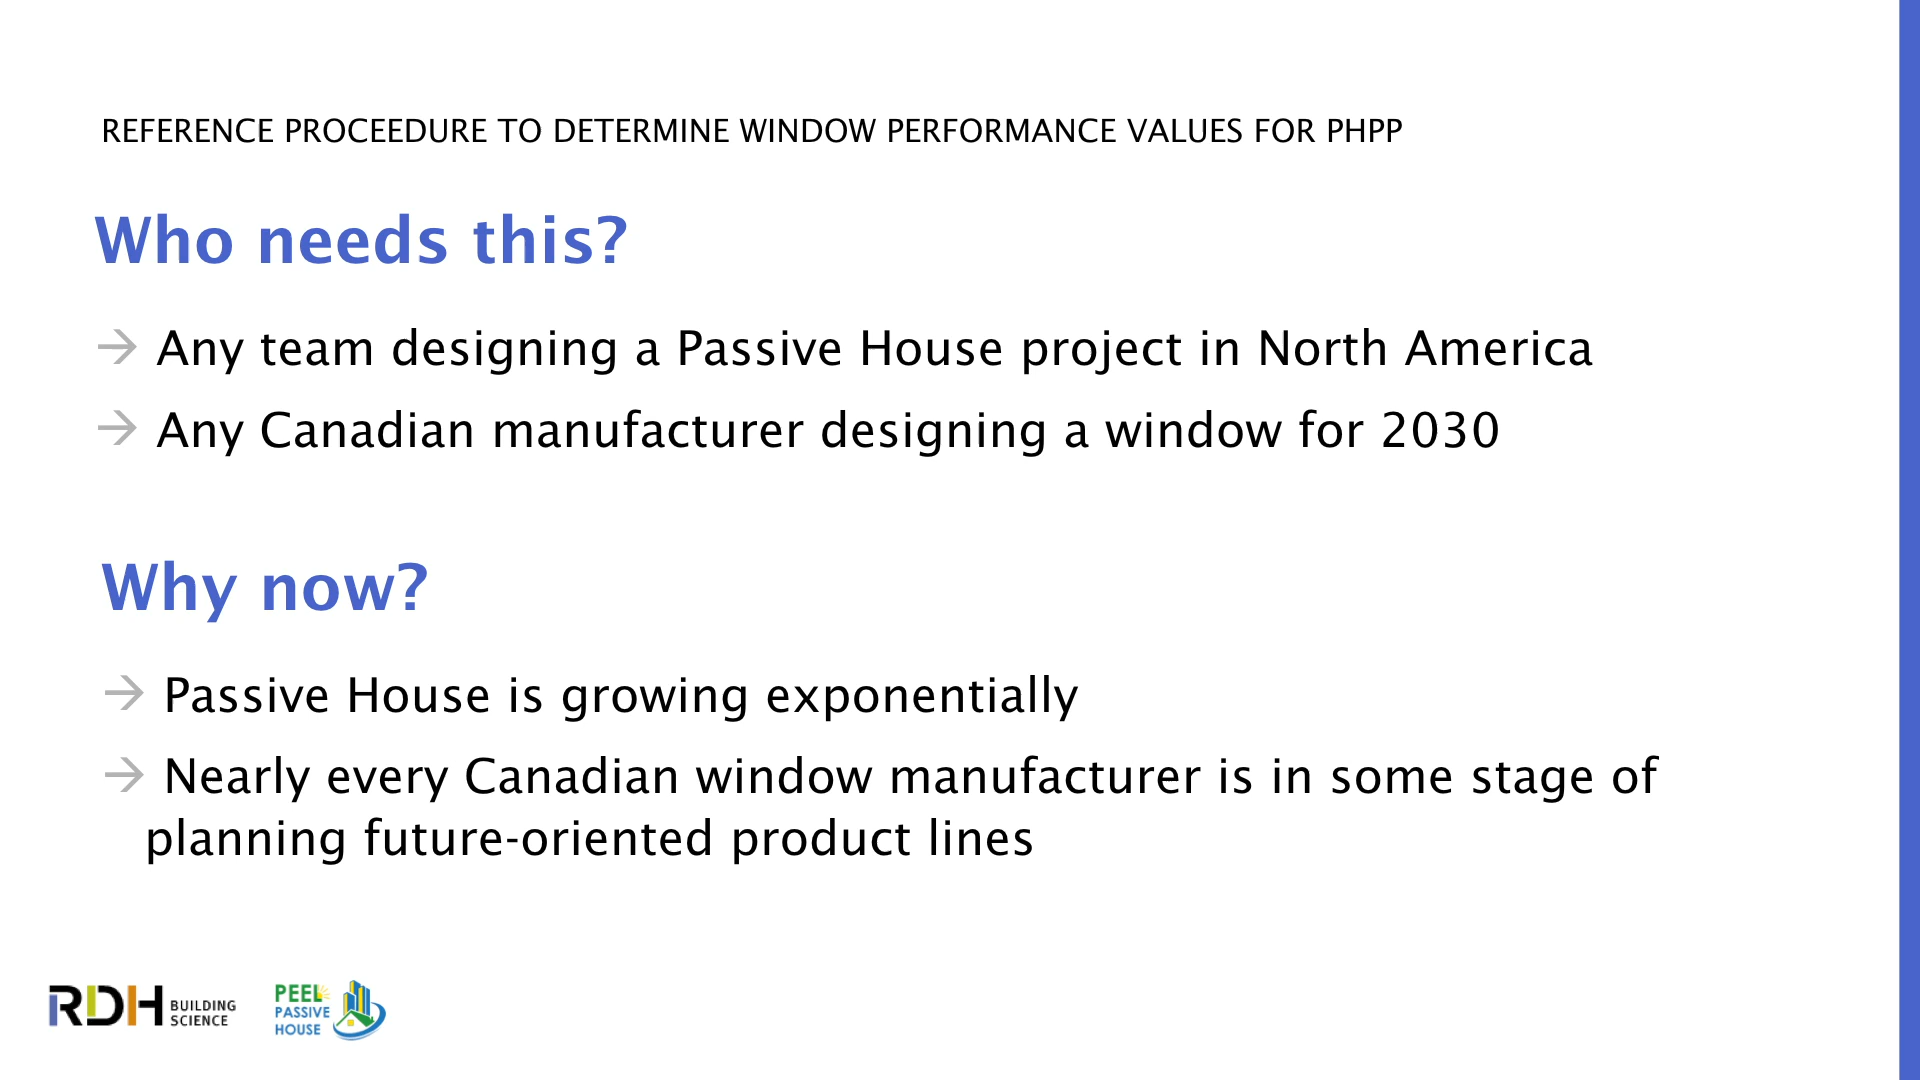 REFERENCE PROCEEDURE TO DETERMINE WINDOW PERFORMANCE VALUES FOR PHPP
Who needs this?
→ Any team designing a Passive House project in North America
→ Any Canadian manufacturer designing a window for 2030
Why now?
→ Passive House is growing exponentially
→ Nearly every Canadian window manufacturer is in some stage of
planning future-oriented product lines
RDH BUILDING
SCIENCE
PEEL
PASSIVE
HOUSE